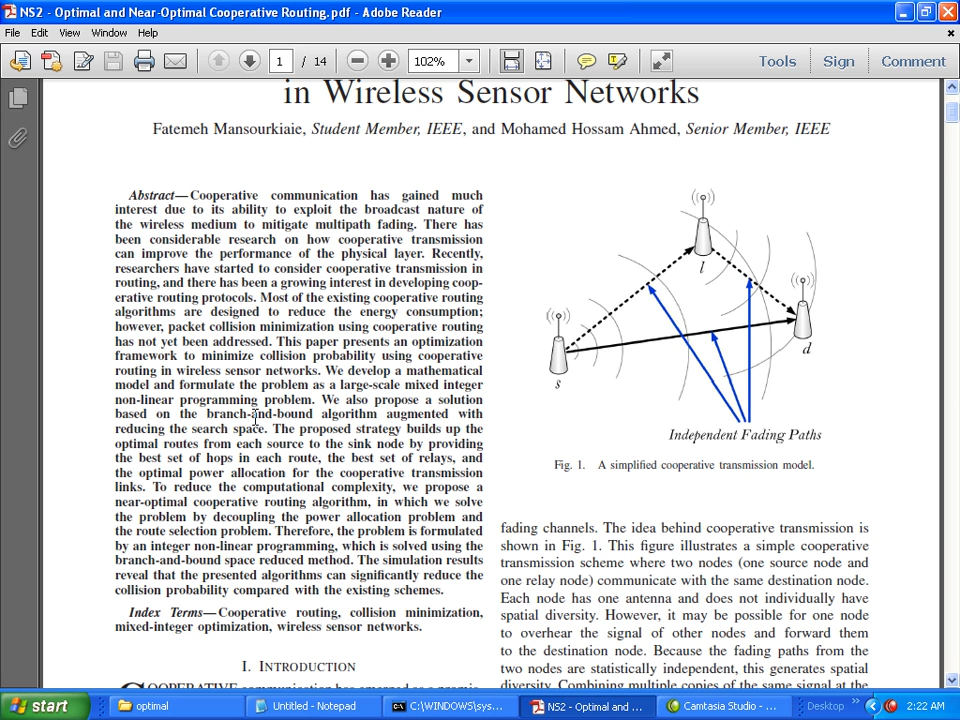 NS2 - Optimal and Near-Optimal Cooperative Routing.pdf - Adobe Reader
File Edit View Window Help
1 / 14 102% Tools Sign Comment
in Wireless Sensor Networks
Fatemeh Mansourkiaie, Student Member, IEEE, and Mohamed Hossam Ahmed, Senior Member, IEEE
Abstract—Cooperative communication has gained much
interest due to its ability to exploit the broadcast nature of
the wireless medium to mitigate multipath fading. There has
been considerable research on how cooperative transmission
can improve the performance of the physical layer. Recently,
researchers have started to consider cooperative transmission in
routing, and there has been a growing interest in developing coop-
erative routing protocols. Most of the existing cooperative routing
algorithms are designed to reduce the energy consumption;
however, packet collision minimization using cooperative routing
has not yet been addressed. This paper presents an optimization
framework to minimize collision probability using cooperative
routing in wireless sensor networks. We develop a mathematical
model and formulate the problem as a large-scale mixed integer
non-linear programming problem. We also propose a solution
based on the branch-and-bound algorithm augmented with
reducing the search space. The proposed strategy builds up the
optimal routes from each source to the sink node by providing
the best set of hops in each route, the best set of relays, and
the optimal power allocation for the cooperative transmission
links. To reduce the computational complexity, we propose a
near-optimal cooperative routing algorithm, in which we solve
the problem by decoupling the power allocation problem and
the route selection problem. Therefore, the problem is formulated
by an integer non-linear programming, which is solved using the
branch-and-bound space reduced method. The simulation results
reveal that the presented algorithms can significantly reduce the
collision probability compared with the existing schemes.
Index Terms—Cooperative routing, collision minimization,
mixed-integer optimization, wireless sensor networks.
I. INTRODUCTION
l
d
s
Independent Fading Paths
Fig. 1. A simplified cooperative transmission model.
fading channels. The idea behind cooperative transmission is
shown in Fig. 1. This figure illustrates a simple cooperative
transmission scheme where two nodes (one source node and
one relay node) communicate with the same destination node.
Each node has one antenna and does not individually have
spatial diversity. However, it may be possible for one node
to overhear the signal of other nodes and forward them
to the destination node. Because the fading paths from the
two nodes are statistically independent, this generates spatial
diversity. Combining multiple copies of the same signal at the
start optimal Untitled - Notepad C:\WINDOWS\sys... NS2 - Optimal and ... Camtasia Studio - ... Desktop » 2:22 AM